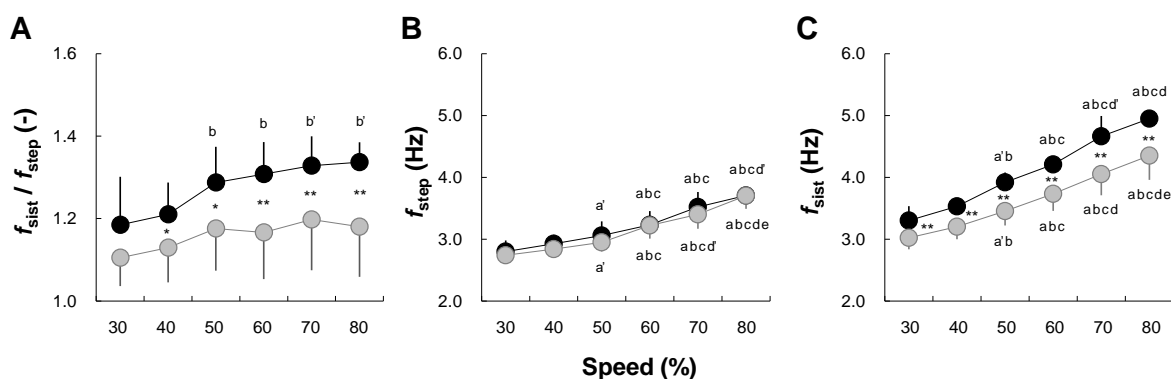 A
B
C
1.6
1.4
1.2
1.0
f_sist / f_step (-)
b
b
b'
b'
*
*
**
**
**
30 40 50 60 70 80
6.0
5.0
4.0
3.0
2.0
f_step (Hz)
a'
abc
abc
abcd'
a'
abc
abcd'
abcde
30 40 50 60 70 80
6.0
5.0
4.0
3.0
2.0
f_sist (Hz)
a'b
abc
abcd'
abcd
**
**
**
**
**
**
a'b
abc
abcd
abcde
30 40 50 60 70 80
Speed (%)